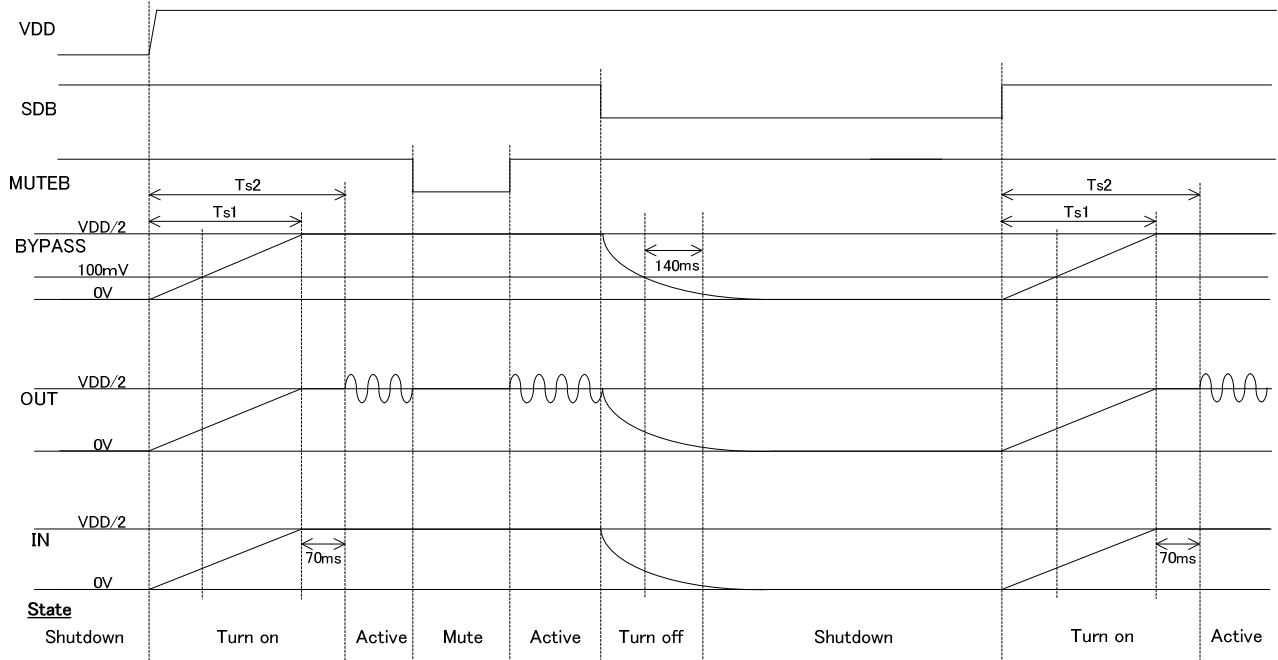 VDD
SDB
MUTEB
Ts2
Ts2
Ts1
Ts1
VDD/2
BYPASS
140ms
100mV
0V
VDD/2
OUT
0V
VDD/2
IN
70ms
70ms
0V
State
Shutdown Turn on Active Mute Active Turn off Shutdown Turn on Active